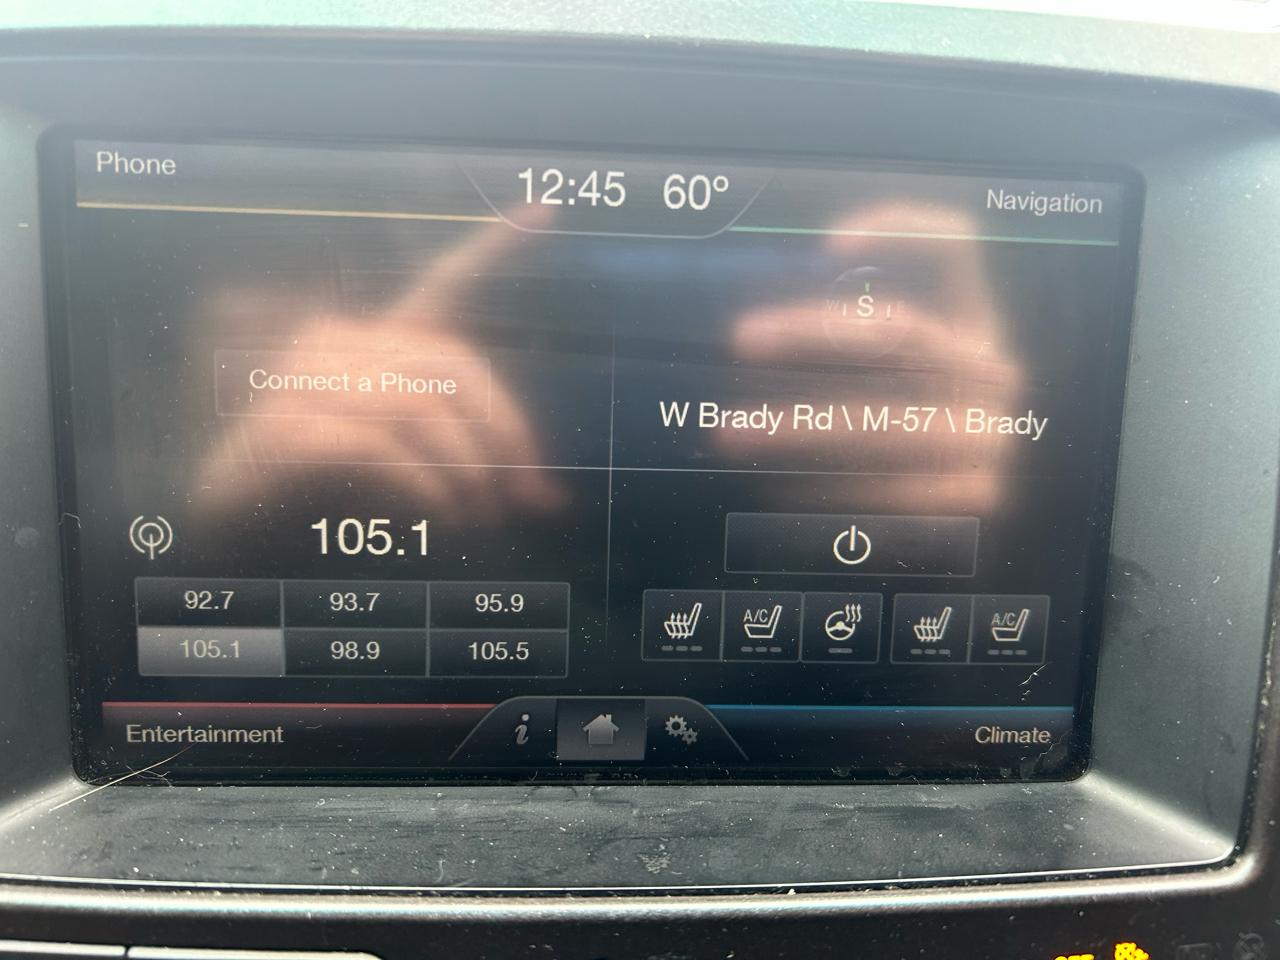 Phone
12:45 60°
Navigation
W S E
Connect a Phone
W Brady Rd \ M-57 \ Brady
105.1
92.7 93.7 95.9
105.1 98.9 105.5
A/C A/C
i
Entertainment
Climate